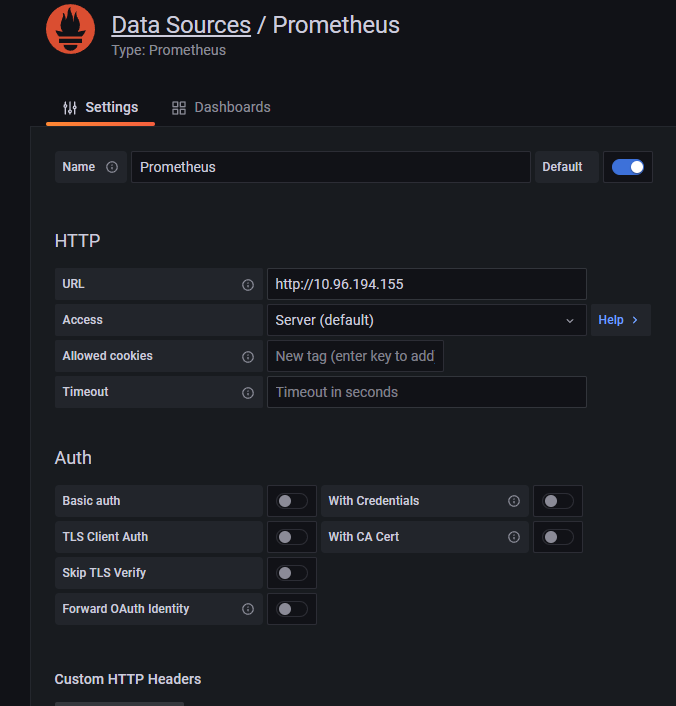 Data Sources / Prometheus
Type: Prometheus
Settings Dashboards
Name Prometheus Default
HTTP
URL http://10.96.194.155
Access Server (default) Help >
Allowed cookies New tag (enter key to add
Timeout Timeout in seconds
Auth
Basic auth With Credentials
TLS Client Auth With CA Cert
Skip TLS Verify
Forward OAuth Identity
Custom HTTP Headers